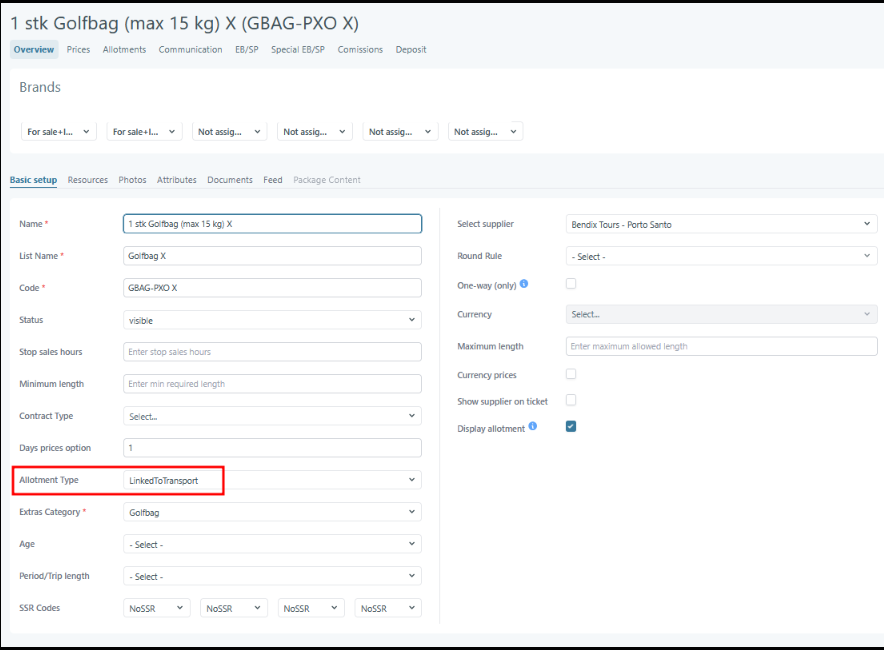 1 stk Golfbag (max 15 kg) X (GBAG-PXO X)
Overview Prices Allotments Communication EB/SP Special EB/SP Comissions Deposit
Brands
For sale+l... For sale+l... Not assig... Not assig... Not assig... Not assig...
Basic setup Resources Photos Attributes Documents Feed Package Content
Name * 1 stk Golfbag (max 15 kg) X
List Name * Golfbag X
Code * GBAG-PXO X
Status visible
Stop sales hours Enter stop sales hours
Minimum length Enter min required length
Contract Type Select...
Days prices option 1
Allotment Type LinkedToTransport
Extras Category * Golfbag
Age - Select -
Period/Trip length - Select -
SSR Codes NoSSR NoSSR NoSSR NoSSR
Select supplier Bendix Tours - Porto Santo
Round Rule - Select -
One-way (only)
Currency Select...
Maximum length Enter maximum allowed length
Currency prices
Show supplier on ticket
Display allotment